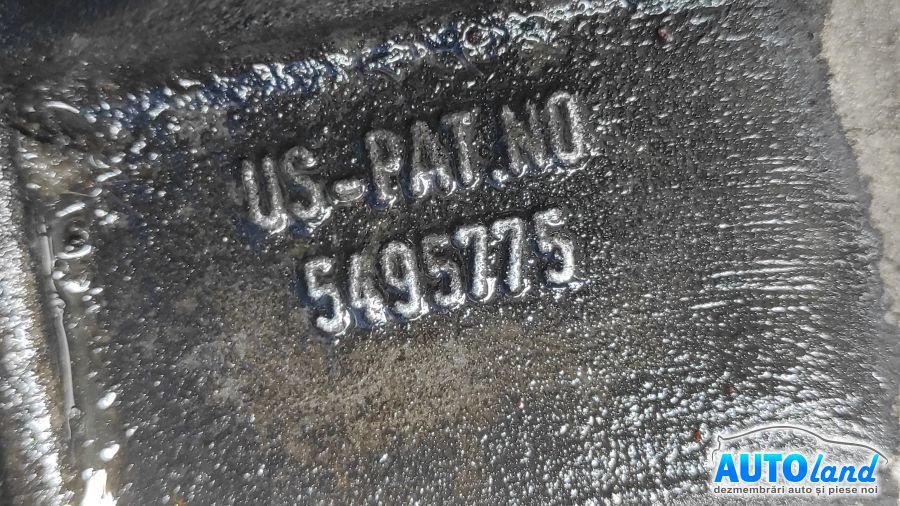 US-PAT.NO
5495775
AUTOland
dezmembrări auto și piese noi